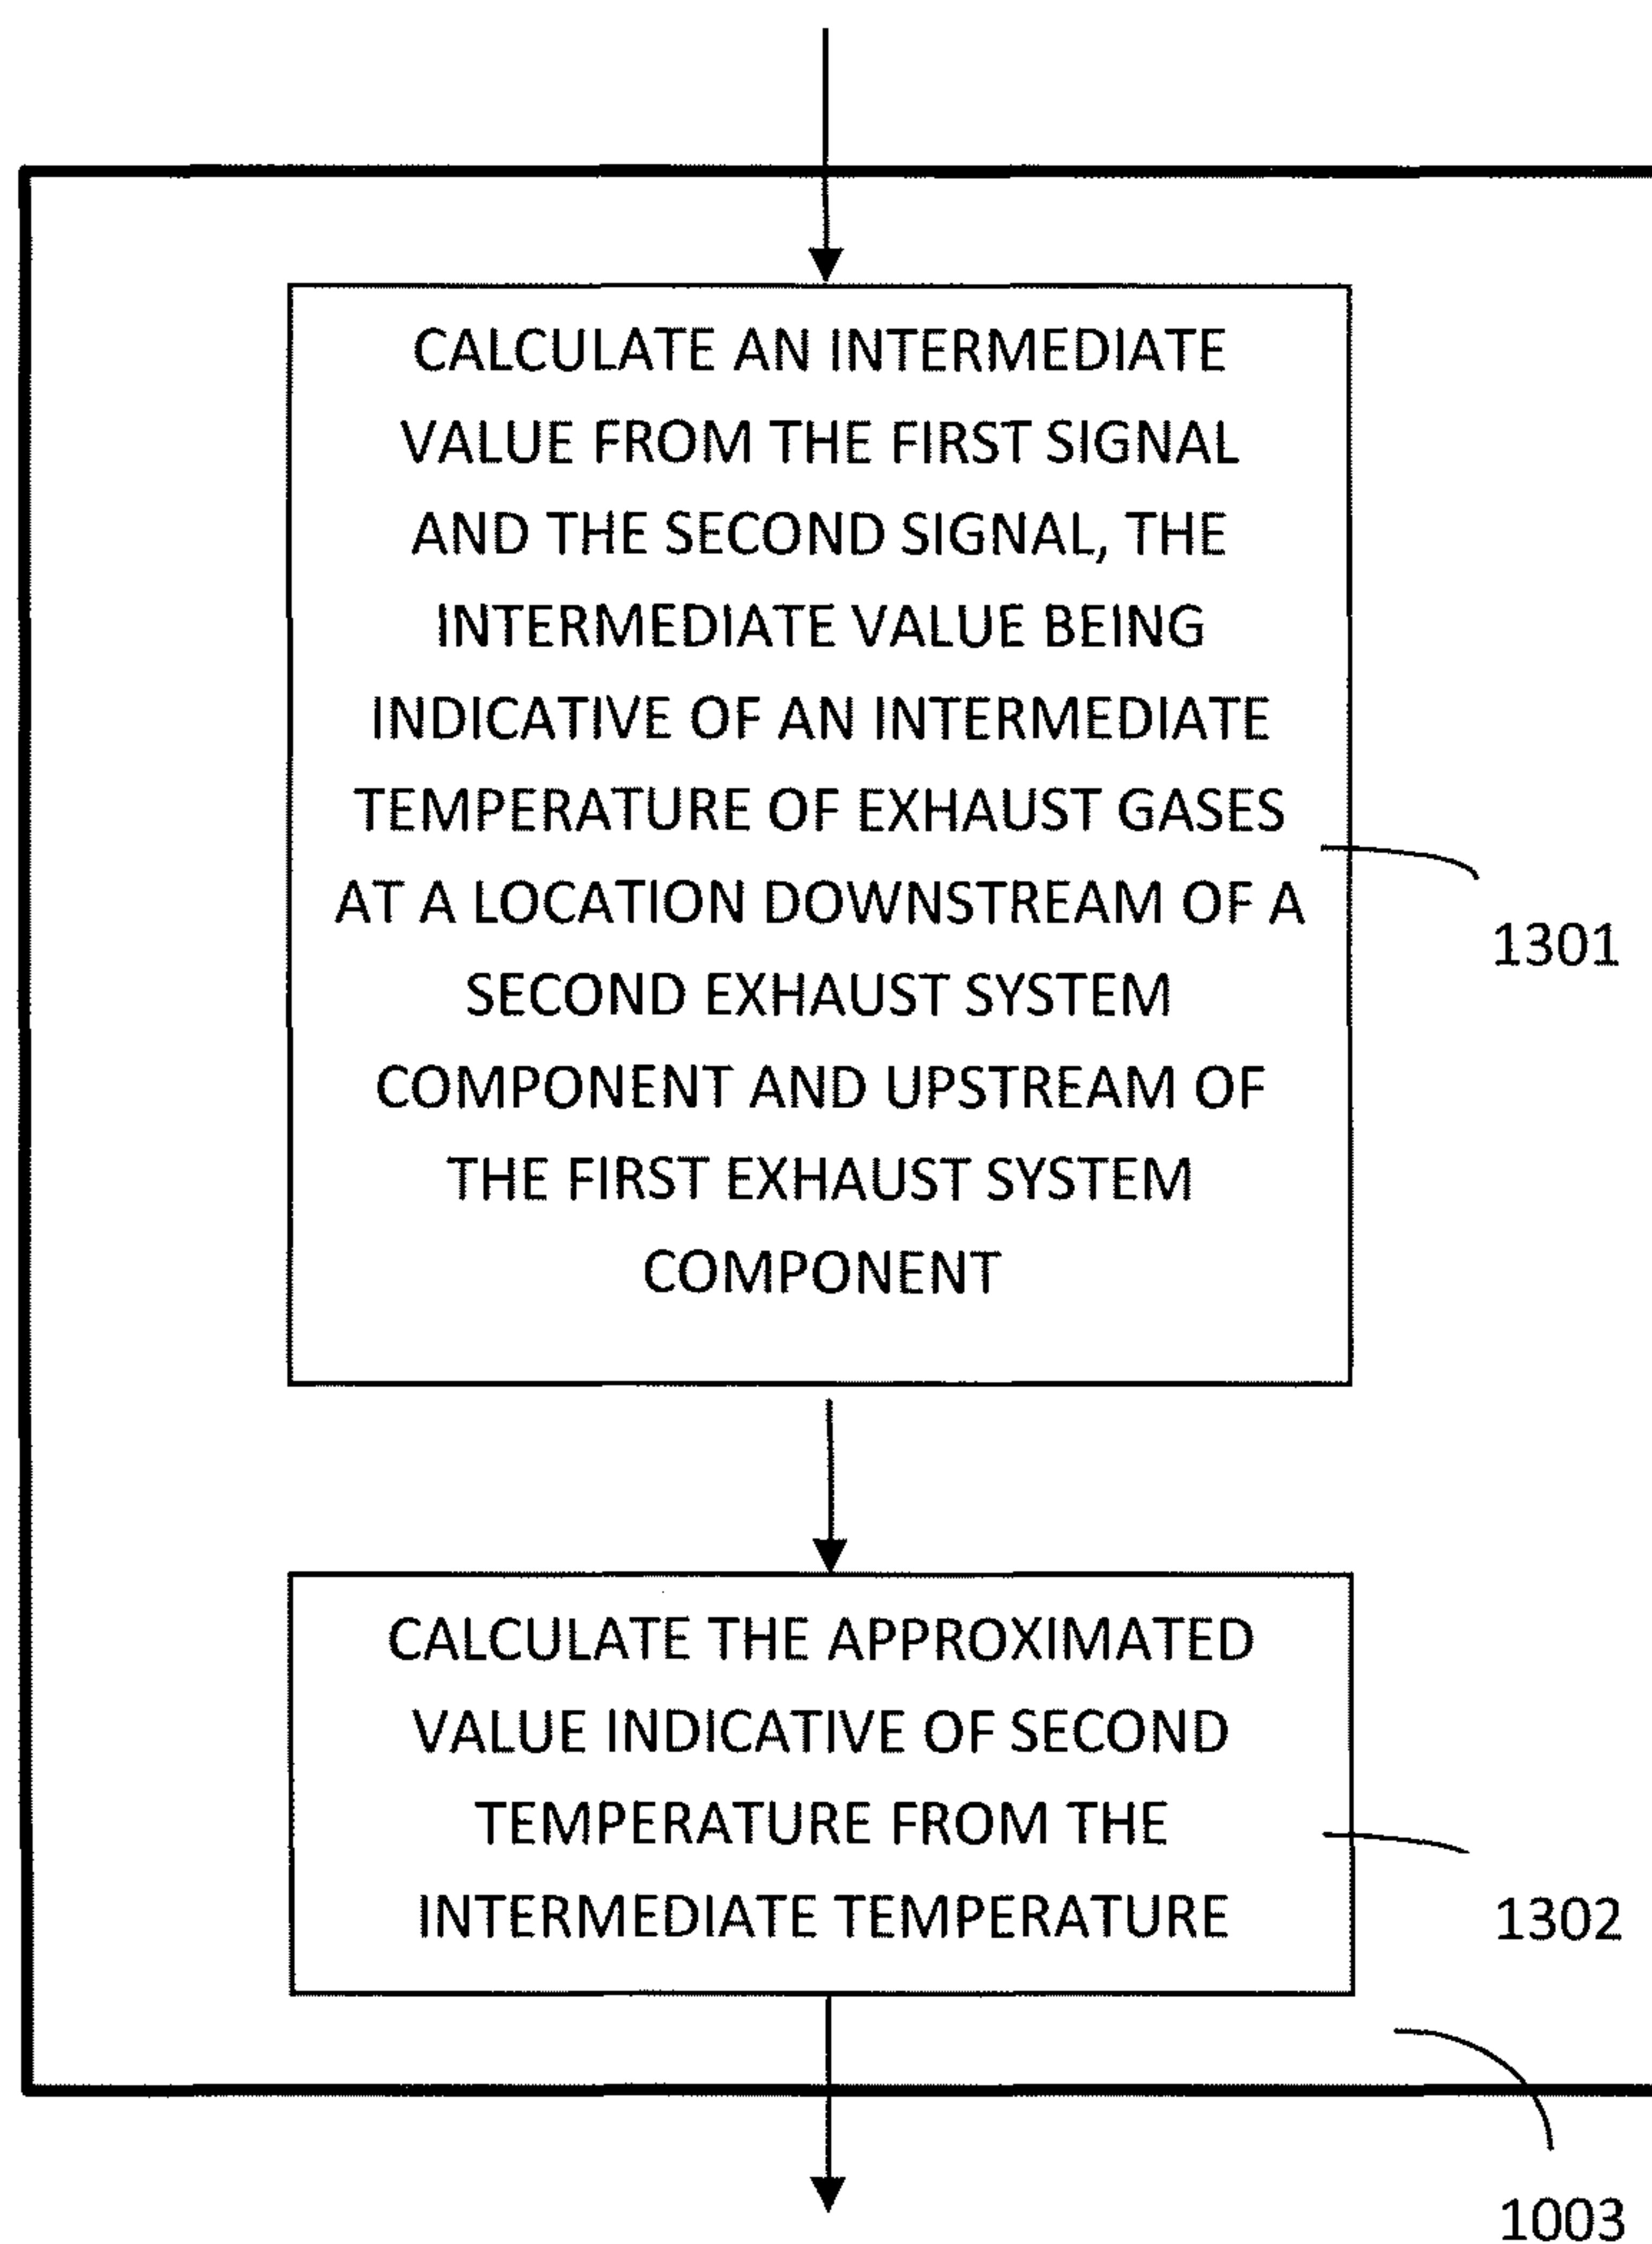 CALCULATE AN INTERMEDIATE
VALUE FROM THE FIRST SIGNAL
AND THE SECOND SIGNAL, THE
INTERMEDIATE VALUE BEING
INDICATIVE OF AN INTERMEDIATE
TEMPERATURE OF EXHAUST GASES
AT A LOCATION DOWNSTREAM OF A
SECOND EXHAUST SYSTEM
COMPONENT AND UPSTREAM OF
THE FIRST EXHAUST SYSTEM
COMPONENT
1301
CALCULATE THE APPROXIMATED
VALUE INDICATIVE OF SECOND
TEMPERATURE FROM THE
INTERMEDIATE TEMPERATURE
1302
1003